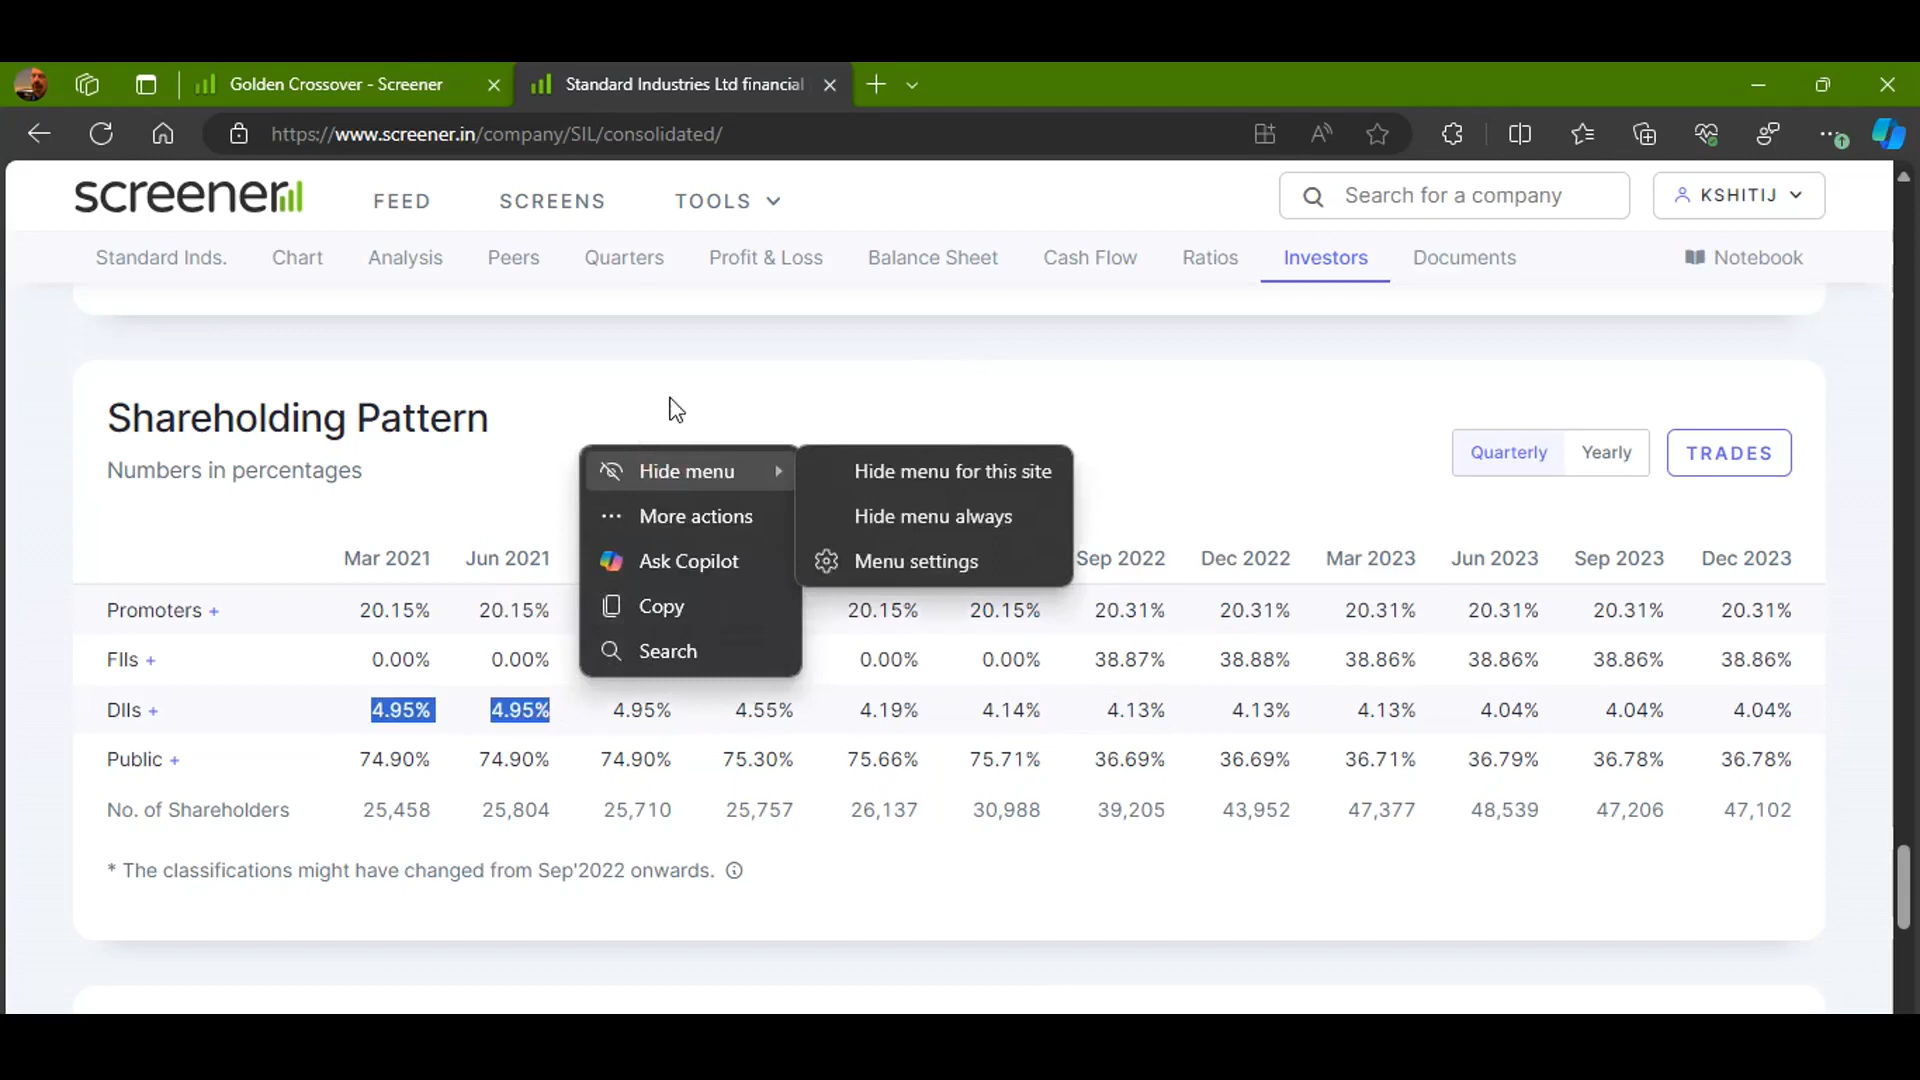 Golden Crossover - Screener
Standard Industries Ltd financial
https://www.screener.in/company/SIL/consolidated/
screener
FEED
SCREENS
TOOLS
Search for a company
KSHITIJ
Standard Inds.
Chart
Analysis
Peers
Quarters
Profit & Loss
Balance Sheet
Cash Flow
Ratios
Investors
Documents
Notebook
Shareholding Pattern
Numbers in percentages
Quarterly
Yearly
TRADES
Hide menu
More actions
Ask Copilot
Copy
Search
Hide menu for this site
Hide menu always
Menu settings
Mar 2021 Jun 2021 Sep 2022 Dec 2022 Mar 2023 Jun 2023 Sep 2023 Dec 2023
Promoters + 20.15% 20.15% 20.15% 20.15% 20.31% 20.31% 20.31% 20.31% 20.31% 20.31%
FIIs + 0.00% 0.00% 0.00% 0.00% 38.87% 38.88% 38.86% 38.86% 38.86% 38.86%
DIIs + 4.95% 4.95% 4.95% 4.55% 4.19% 4.14% 4.13% 4.13% 4.13% 4.04% 4.04% 4.04%
Public + 74.90% 74.90% 74.90% 75.30% 75.66% 75.71% 36.69% 36.69% 36.71% 36.79% 36.78% 36.78%
No. of Shareholders 25,458 25,804 25,710 25,757 26,137 30,988 39,205 43,952 47,377 48,539 47,206 47,102
* The classifications might have changed from Sep'2022 onwards.